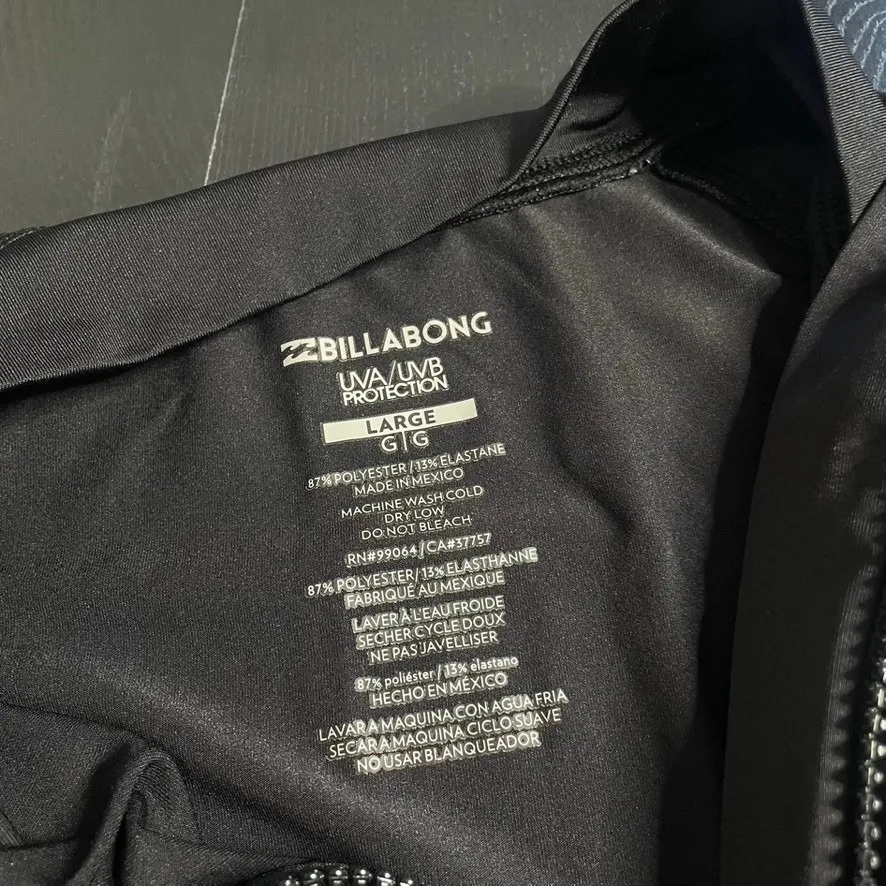 BILLABONG
UVA/UVB
PROTECTION
LARGE
G|G
87% POLYESTER / 13% ELASTANE
MADE IN MEXICO
MACHINE WASH COLD
DRY LOW
DO NOT BLEACH
RN#99064 / CA#37757
87% POLYESTER / 13% ELASTHANNE
FABRIQUÉ AU MEXIQUE
LAVER À L'EAU FROIDE
SECHER CYCLE DOUX
NE PAS JAVELLISER
87% poliéster / 13% elastano
HECHO EN MÉXICO
LAVAR A MAQUINA CON AGUA FRIA
SECAR A MAQUINA CICLO SUAVE
NO USAR BLANQUEADOR